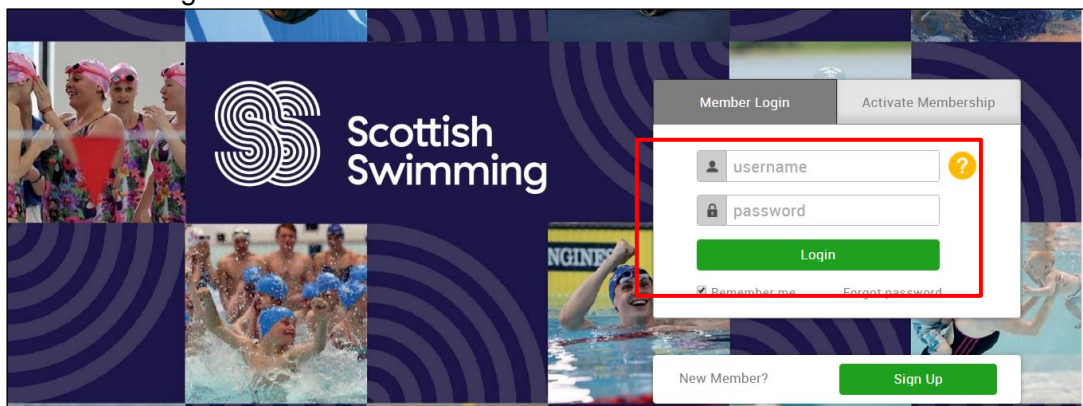 Scottish
Swimming
Member Login
Activate Membership
username
?
password
Login
Remember me
Forgot password
New Member?
Sign Up